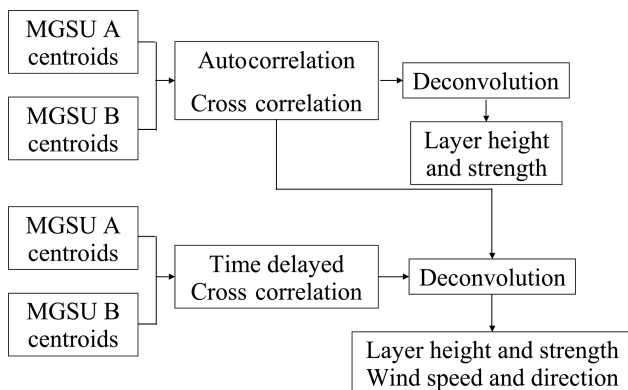 MGSU A
centroids
MGSU B
centroids
Autocorrelation
Cross correlation
Deconvolution
Layer height
and strength
MGSU A
centroids
MGSU B
centroids
Time delayed
Cross correlation
Deconvolution
Layer height and strength
Wind speed and direction